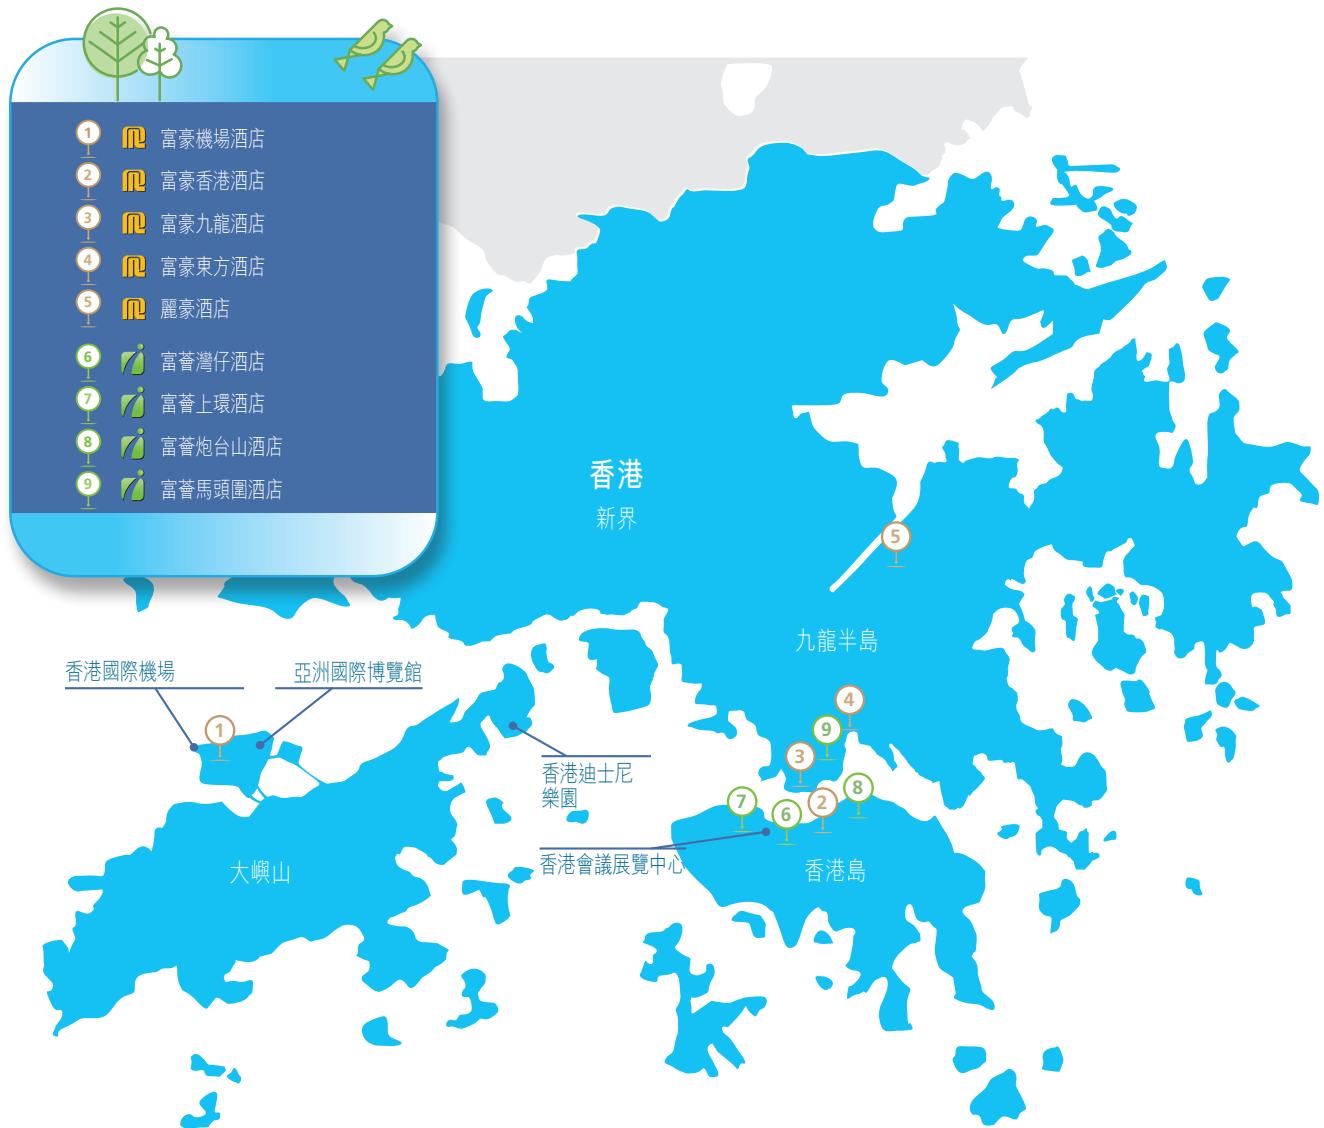 1 富豪機場酒店
2 富豪香港酒店
3 富豪九龍酒店
4 富豪東方酒店
5 麗豪酒店
6 富薈灣仔酒店
7 富薈上環酒店
8 富薈炮台山酒店
9 富薈馬頭圍酒店
香港
新界
5
九龍半島
香港國際機場
亞洲國際博覽館
1
4
9
3
香港迪士尼
樂園
7
6
2
8
香港會議展覽中心
大嶼山
香港島